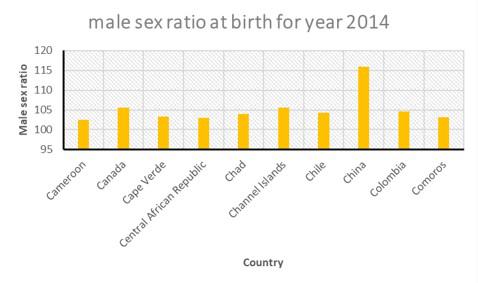 male sex ratio at birth for year 2014
Male sex ratio
120
115
110
105
100
95
Cameroon
Canada
Cape Verde
Central African Republic
Chad
Channel Islands
Chile
China
Colombia
Comoros
Country